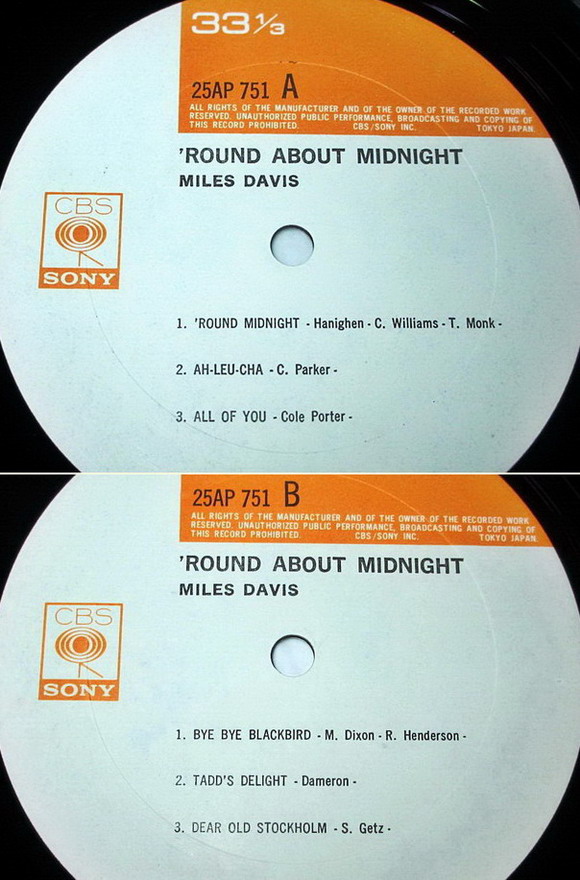 33 1/3
25AP 751 A
ALL RIGHTS OF THE MANUFACTURER AND OF THE OWNER OF THE RECORDED WORK
RESERVED. UNAUTHORIZED PUBLIC PERFORMANCE, BROADCASTING AND COPYING OF
THIS RECORD PROHIBITED. CBS/SONY INC. TOKYO JAPAN
'ROUND ABOUT MIDNIGHT
MILES DAVIS
CBS
SONY
1. 'ROUND MIDNIGHT - Hanighen - C. Williams - T. Monk -
2. AH-LEU-CHA - C. Parker -
3. ALL OF YOU - Cole Porter -
25AP 751 B
ALL RIGHTS OF THE MANUFACTURER AND OF THE OWNER OF THE RECORDED WORK
RESERVED. UNAUTHORIZED PUBLIC PERFORMANCE, BROADCASTING AND COPYING OF
THIS RECORD PROHIBITED. CBS/SONY INC. TOKYO JAPAN
'ROUND ABOUT MIDNIGHT
MILES DAVIS
CBS
SONY
1. BYE BYE BLACKBIRD - M. Dixon - R. Henderson -
2. TADD'S DELIGHT - Dameron -
3. DEAR OLD STOCKHOLM - S. Getz -